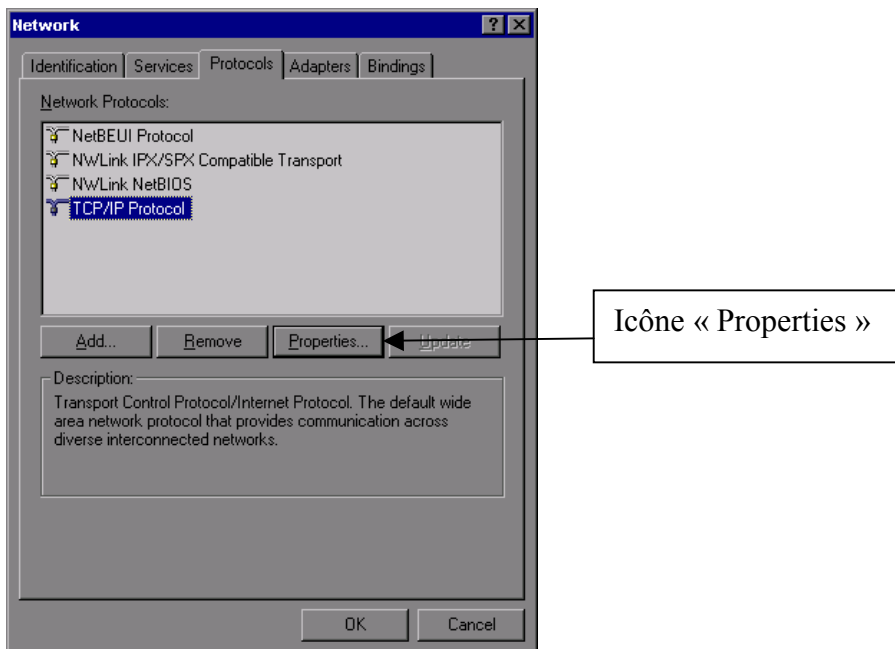 Network
Identification Services Protocols Adapters Bindings
Network Protocols:
NetBEUI Protocol
NWLink IPX/SPX Compatible Transport
NWLink NetBIOS
TCP/IP Protocol
Add... Remove Properties... Update
Icône « Properties »
Description:
Transport Control Protocol/Internet Protocol. The default wide
area network protocol that provides communication across
diverse interconnected networks.
OK Cancel